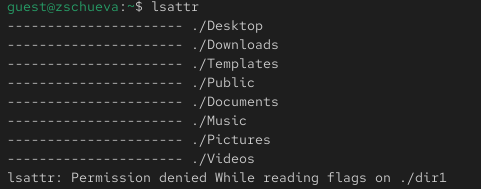 guest@zschueva:~$ lsattr
---------------------- ./Desktop
---------------------- ./Downloads
---------------------- ./Templates
---------------------- ./Public
---------------------- ./Documents
---------------------- ./Music
---------------------- ./Pictures
---------------------- ./Videos
lsattr: Permission denied While reading flags on ./dir1